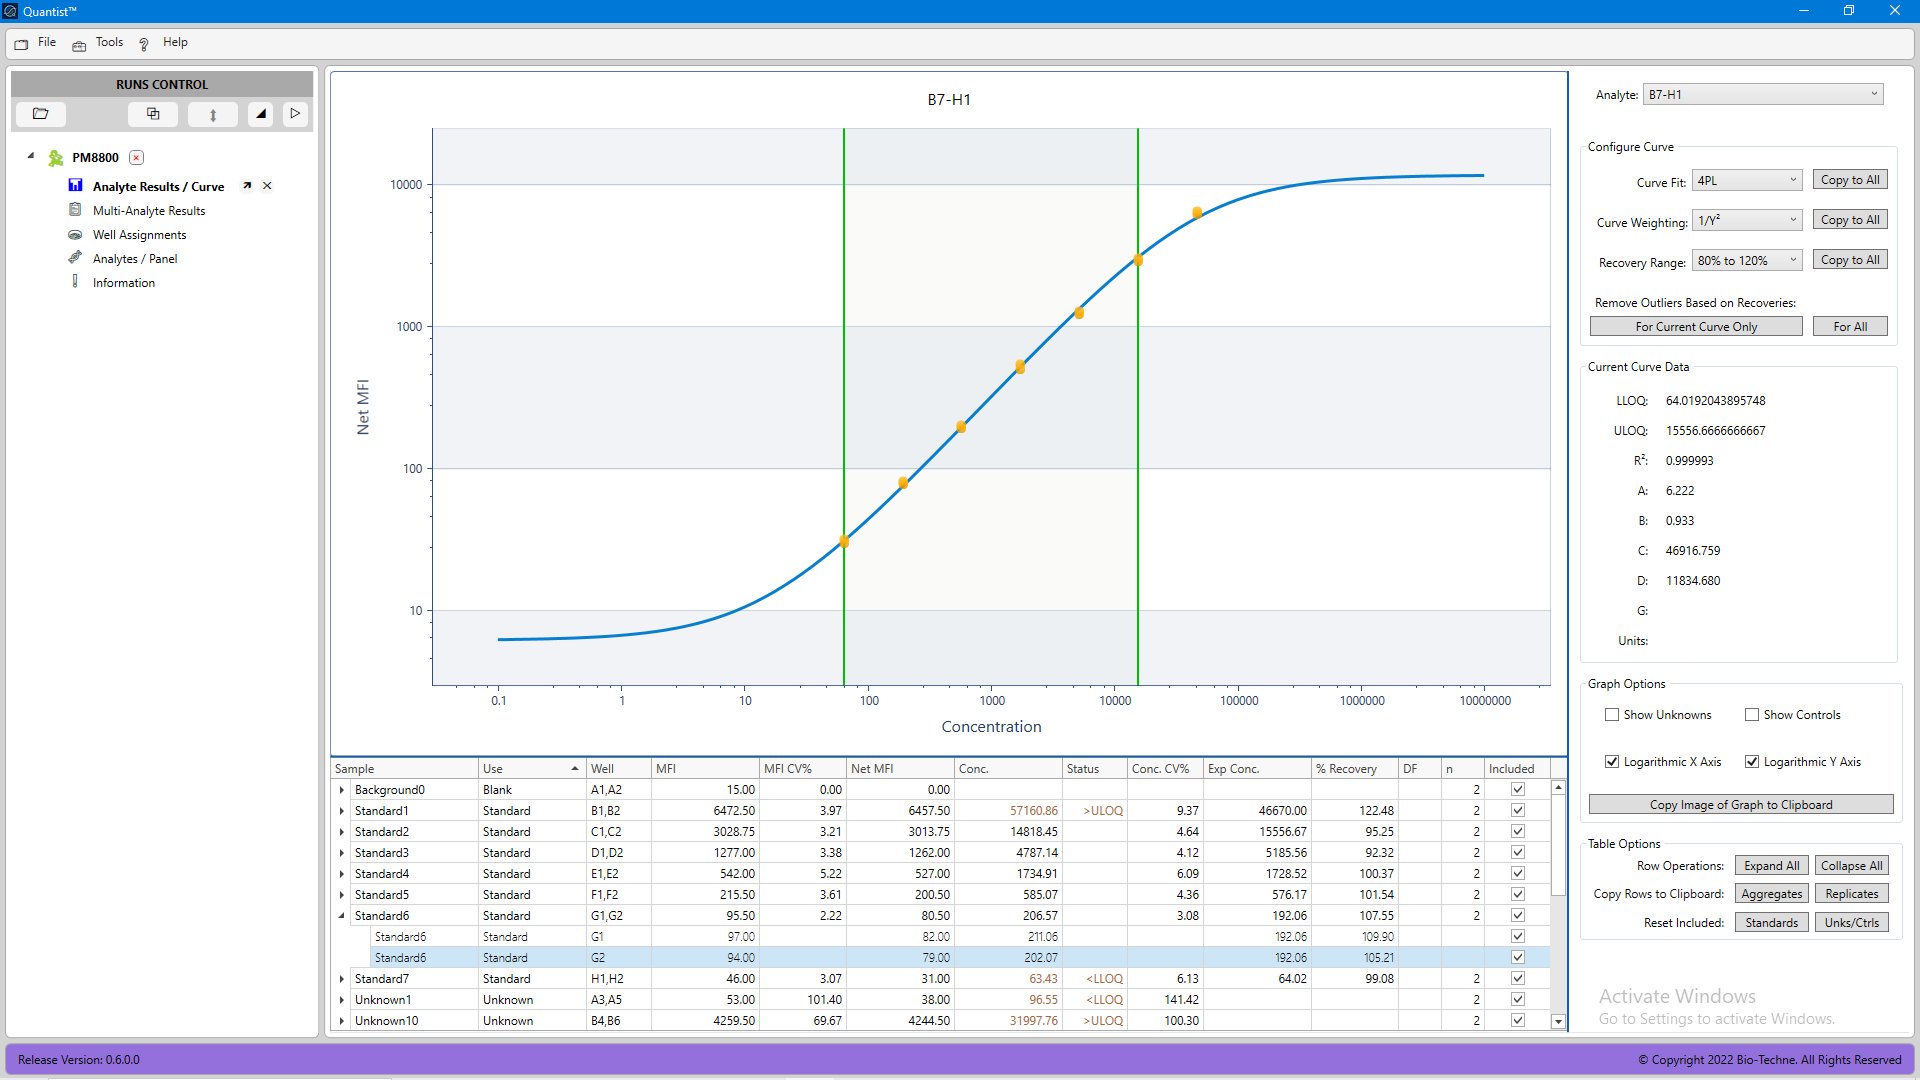 Quantist™
File Tools Help
RUNS CONTROL
PM8800
Analyte Results / Curve
Multi-Analyte Results
Well Assignments
Analytes / Panel
Information
B7-H1
10000
1000
100
10
Net MFI
0.1 1 10 100 1000 10000 100000 1000000 10000000
Concentration
Sample Use Well MFI MFI CV% Net MFI Conc. Status Conc. CV% Exp Conc. % Recovery DF n Included
Background0 Blank A1,A2 15.00 0.00 0.00 2
Standard1 Standard B1,B2 6472.50 3.97 6457.50 57160.86 >ULOQ 9.37 46670.00 122.48 2
Standard2 Standard C1,C2 3028.75 3.21 3013.75 14818.45 4.64 15556.67 95.25 2
Standard3 Standard D1,D2 1277.00 3.38 1262.00 4787.14 4.12 5185.56 92.32 2
Standard4 Standard E1,E2 542.00 5.22 527.00 1734.91 6.09 1728.52 100.37 2
Standard5 Standard F1,F2 215.50 3.61 200.50 585.07 4.36 576.17 101.54 2
Standard6 Standard G1,G2 95.50 2.22 80.50 206.57 3.08 192.06 107.55 2
Standard6 Standard G1 97.00 82.00 211.06 192.06 109.90
Standard6 Standard G2 94.00 79.00 202.07 192.06 105.21
Standard7 Standard H1,H2 46.00 3.07 31.00 63.43 <LLOQ 6.13 64.02 99.08 2
Unknown1 Unknown A3,A5 53.00 101.40 38.00 96.55 <LLOQ 141.42 2
Unknown10 Unknown B4,B6 4259.50 69.67 4244.50 31997.76 >ULOQ 100.30 2
Analyte: B7-H1
Configure Curve
Curve Fit: 4PL Copy to All
Curve Weighting: 1/Y² Copy to All
Recovery Range: 80% to 120% Copy to All
Remove Outliers Based on Recoveries:
For Current Curve Only For All
Current Curve Data
LLOQ: 64.0192043895748
ULOQ: 15556.6666666667
R²: 0.999993
A: 6.222
B: 0.933
C: 46916.759
D: 11834.680
G:
Units:
Graph Options
Show Unknowns Show Controls
Logarithmic X Axis Logarithmic Y Axis
Copy Image of Graph to Clipboard
Table Options
Row Operations: Expand All Collapse All
Copy Rows to Clipboard: Aggregates Replicates
Reset Included: Standards Unks/Ctrls
Activate Windows
Go to Settings to activate Windows.
Release Version: 0.6.0.0
© Copyright 2022 Bio-Techne. All Rights Reserved